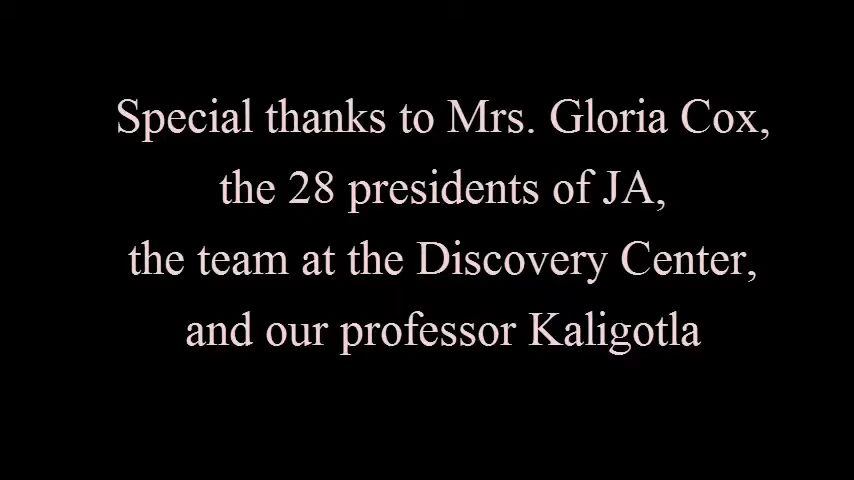 Special thanks to Mrs. Gloria Cox,
the 28 presidents of JA,
the team at the Discovery Center,
and our professor Kaligotla